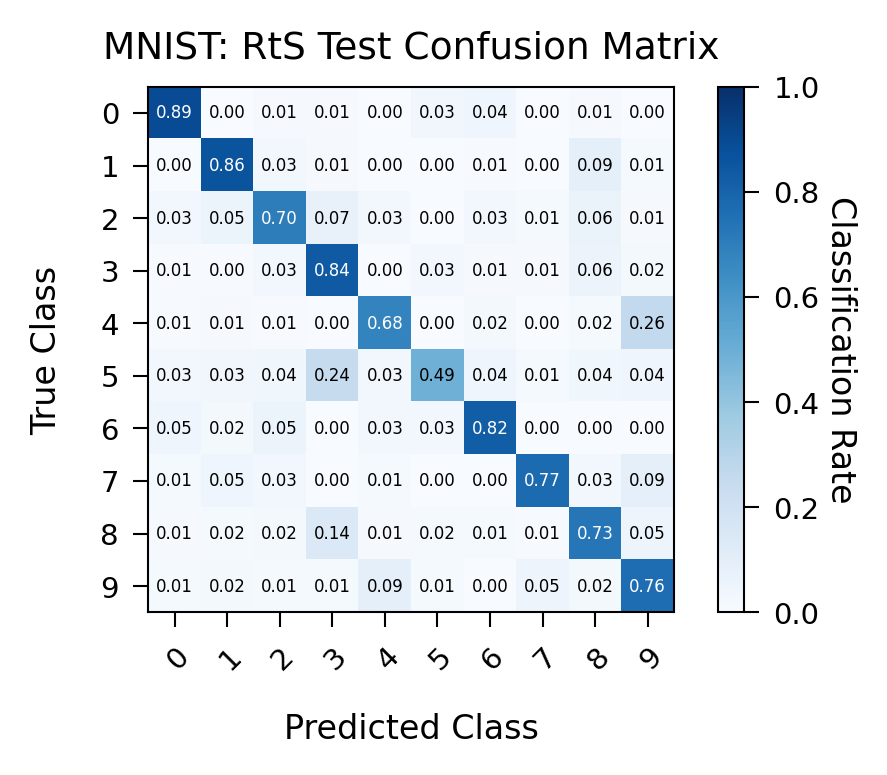 MNIST: RtS Test Confusion Matrix
0 0.89 0.00 0.01 0.01 0.00 0.03 0.04 0.00 0.01 0.00
1 0.00 0.86 0.03 0.01 0.00 0.00 0.01 0.00 0.09 0.01
2 0.03 0.05 0.70 0.07 0.03 0.00 0.03 0.01 0.06 0.01
3 0.01 0.00 0.03 0.84 0.00 0.03 0.01 0.01 0.06 0.02
4 0.01 0.01 0.01 0.00 0.68 0.00 0.02 0.00 0.02 0.26
5 0.03 0.03 0.04 0.24 0.03 0.49 0.04 0.01 0.04 0.04
6 0.05 0.02 0.05 0.00 0.03 0.03 0.82 0.00 0.00 0.00
7 0.01 0.05 0.03 0.00 0.01 0.00 0.00 0.77 0.03 0.09
8 0.01 0.02 0.02 0.14 0.01 0.02 0.01 0.01 0.73 0.05
9 0.01 0.02 0.01 0.01 0.09 0.01 0.00 0.05 0.02 0.76
0 1 2 3 4 5 6 7 8 9
Predicted Class
True Class
1.0
0.8
0.6
0.4
0.2
0.0
Classification Rate